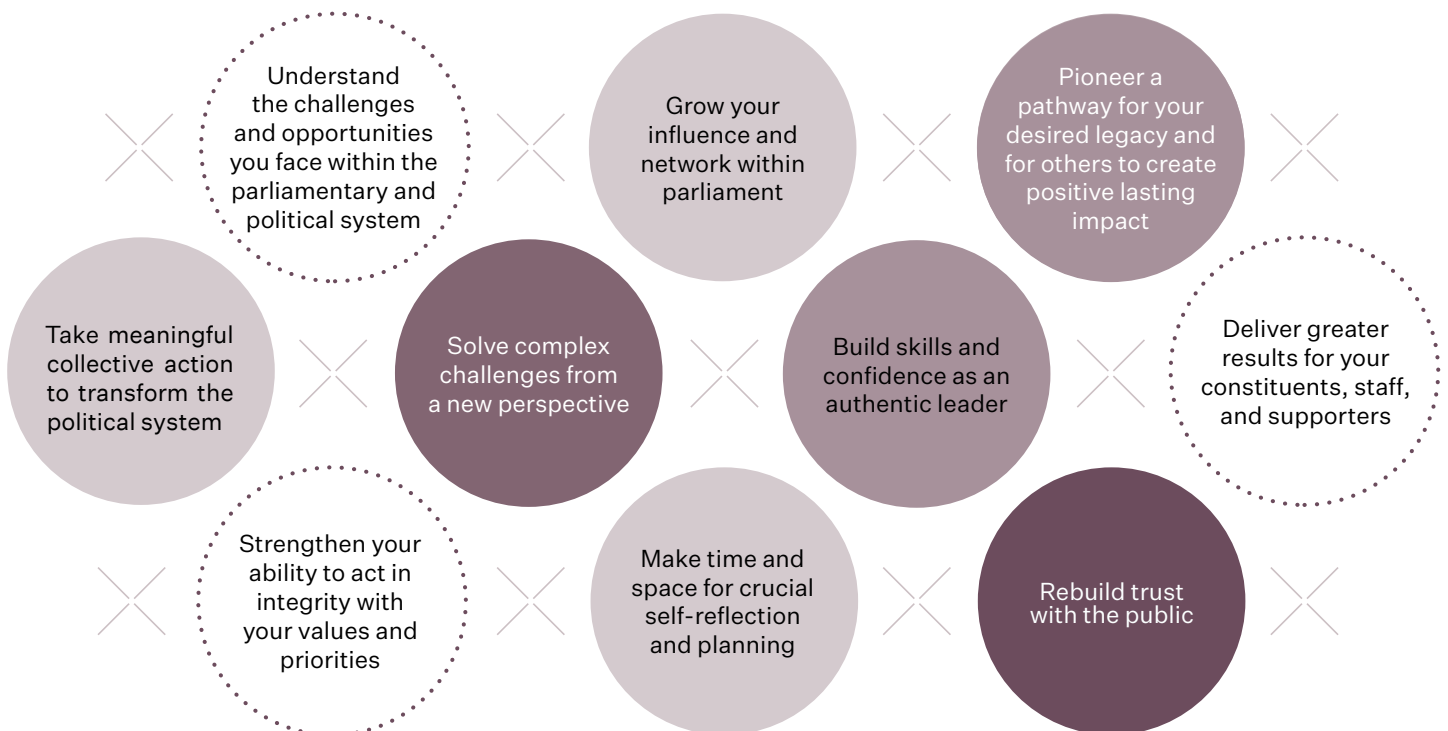 Understand
the challenges
and opportunities
you face within the
parliamentary and
political system
Grow your
influence and
network within
parliament
Pioneer a
pathway for your
desired legacy and
for others to create
positive lasting
impact
Take meaningful
collective action
to transform the
political system
Solve complex
challenges from
a new perspective
Build skills and
confidence as an
authentic leader
Deliver greater
results for your
constituents, staff,
and supporters
Strengthen your
ability to act in
integrity with
your values and
priorities
Make time and
space for crucial
self-reflection
and planning
Rebuild trust
with the public